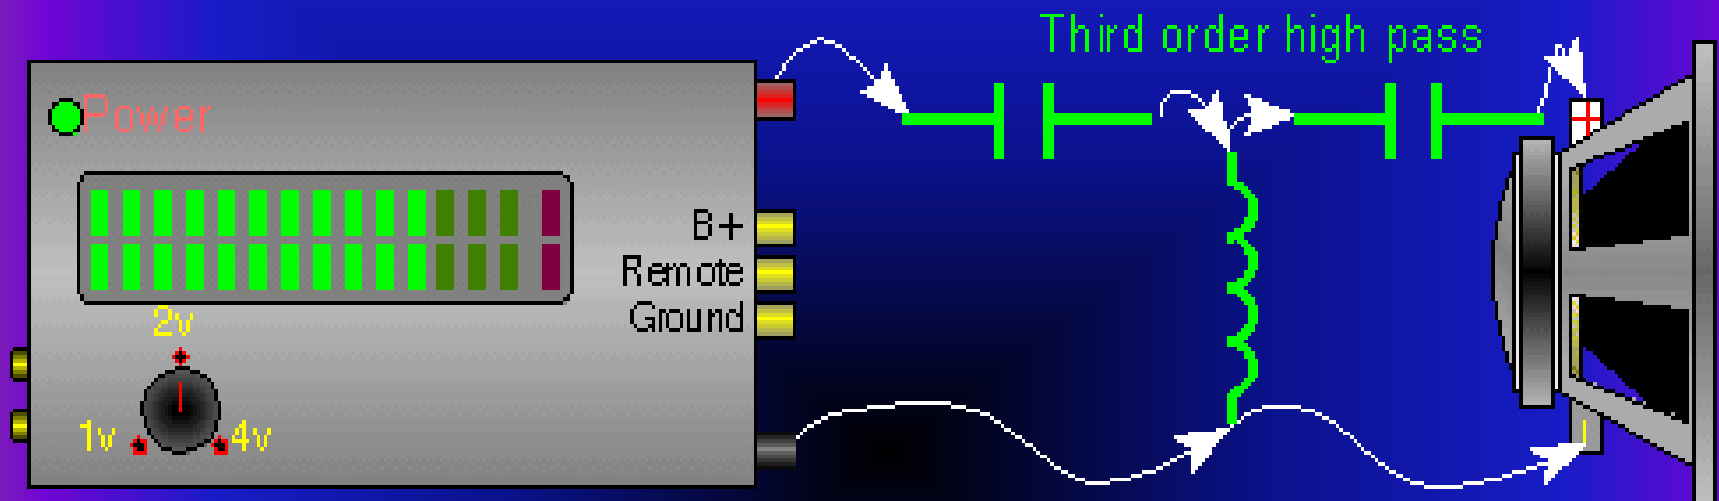 Third order high pass
Power
B+
Remote
Ground
2v
1v
4v